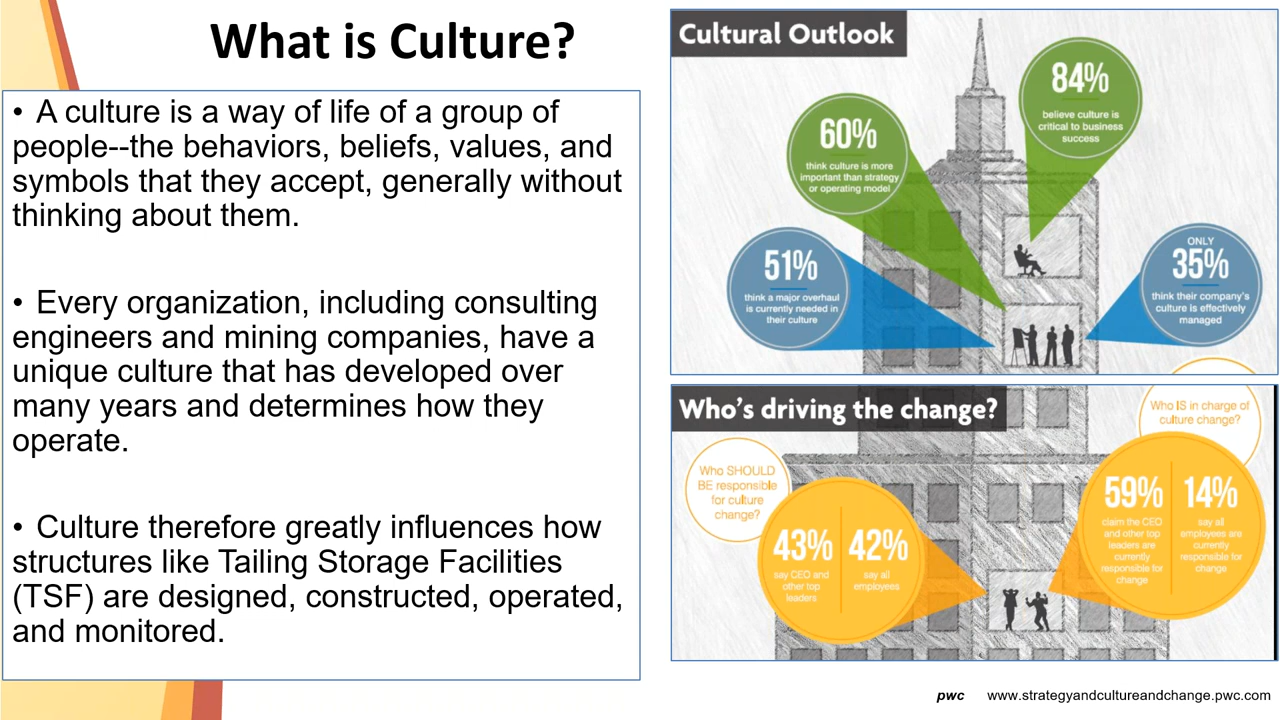 What is Culture?
• A culture is a way of life of a group of
people--the behaviors, beliefs, values, and
symbols that they accept, generally without
thinking about them.
• Every organization, including consulting
engineers and mining companies, have a
unique culture that has developed over
many years and determines how they
operate.
• Culture therefore greatly influences how
structures like Tailing Storage Facilities
(TSF) are designed, constructed, operated,
and monitored.
Cultural Outlook
84%
believe culture is
critical to business
success
60%
think culture is more
important than strategy
or operating model
51%
think a major overhaul
is currently needed in
their culture
ONLY
35%
think their company's
culture is effectively
managed
Who's driving the change?
Who SHOULD
BE responsible
for culture
change?
43%
say CEO and
other top
leaders
42%
say all
employees
Who IS in charge of
culture change?
59%
claim the CEO
and other top
leaders are
currently
responsible for
change
14%
say all
employees are
currently
responsible for
change
pwc www.strategyandcultureandchange.pwc.com